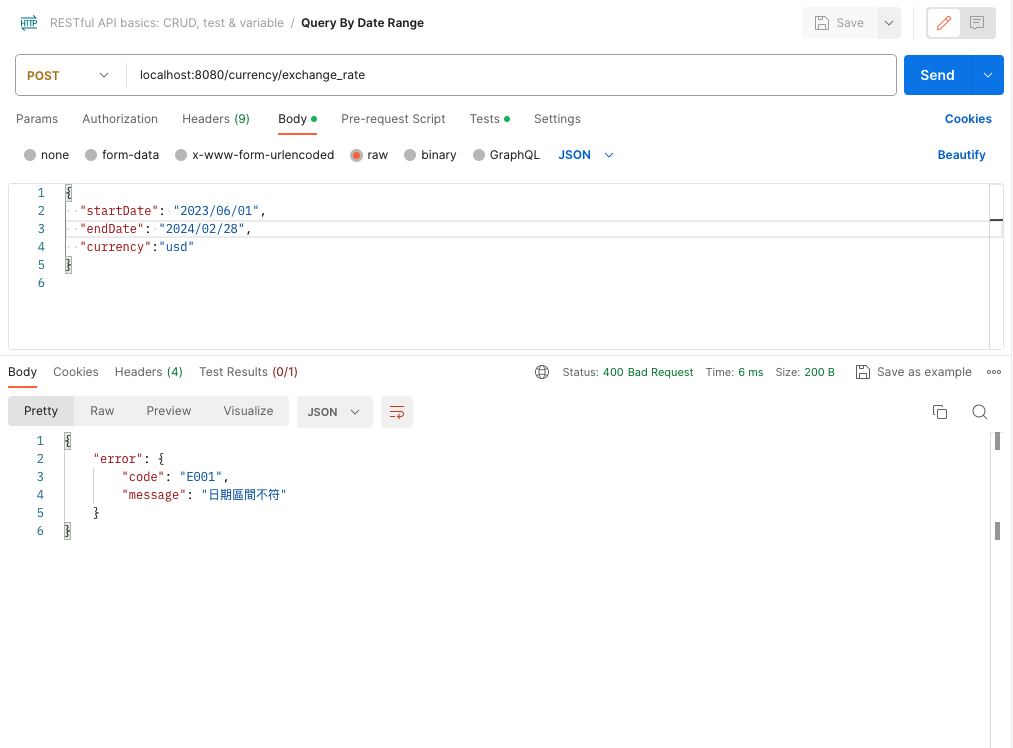 HTTP RESTful API basics: CRUD, test & variable / Query By Date Range Save
POST localhost:8080/currency/exchange_rate Send
Params Authorization Headers (9) Body Pre-request Script Tests Settings Cookies
none form-data x-www-form-urlencoded raw binary GraphQL JSON Beautify
1 {
2 "startDate": "2023/06/01",
3 "endDate": "2024/02/28",
4 "currency":"usd"
5 }
6
Body Cookies Headers (4) Test Results (0/1) Status: 400 Bad Request Time: 6 ms Size: 200 B Save as example
Pretty Raw Preview Visualize JSON
1 {
2 "error": {
3 "code": "E001",
4 "message": "日期區間不符"
5 }
6 }